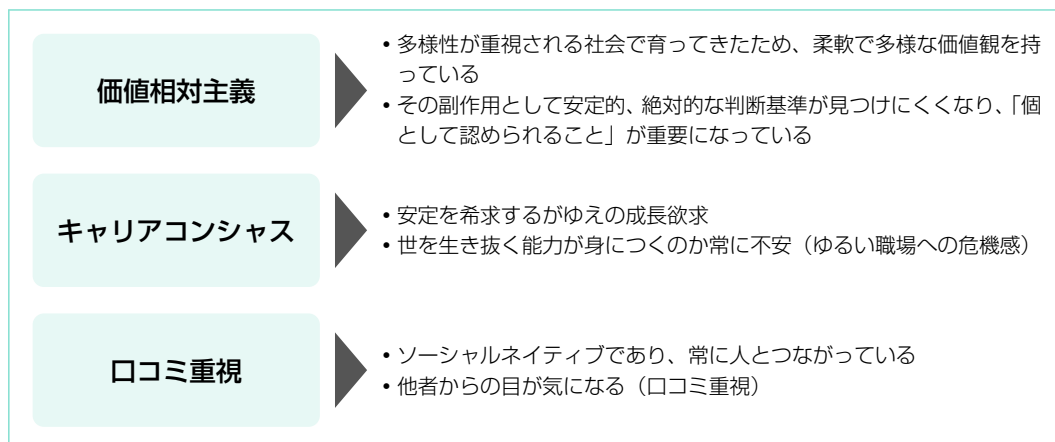 価値相対主義
•多様性が重視される社会で育ってきたため、柔軟で多様な価値観を持
っている
•その副作用として安定的、絶対的な判断基準が見つけにくくなり、「個
として認められること」が重要になっている
キャリアコンシャス
•安定を希求するがゆえの成長欲求
•世を生き抜く能力が身につくのか常に不安（ゆるい職場への危機感）
口コミ重視
•ソーシャルネイティブであり、常に人とつながっている
•他者からの目が気になる（口コミ重視）